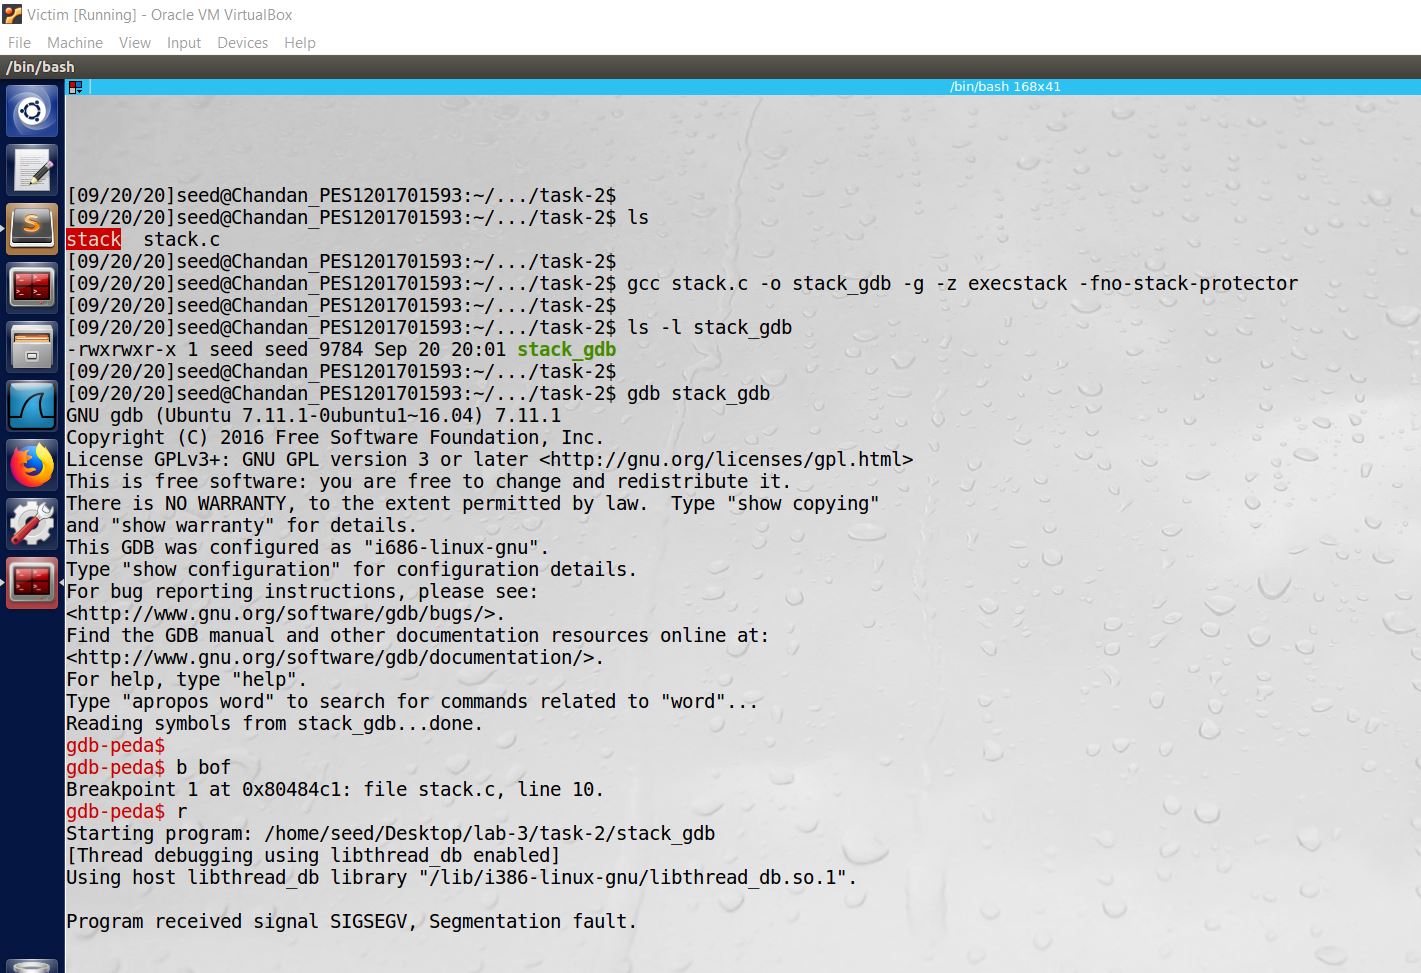 Victim [Running] - Oracle VM VirtualBox
File Machine View Input Devices Help
/bin/bash
/bin/bash 168x41
[09/20/20]seed@Chandan_PES1201701593:~/.../task-2$
[09/20/20]seed@Chandan_PES1201701593:~/.../task-2$ ls
stack  stack.c
[09/20/20]seed@Chandan_PES1201701593:~/.../task-2$
[09/20/20]seed@Chandan_PES1201701593:~/.../task-2$ gcc stack.c -o stack_gdb -g -z execstack -fno-stack-protector
[09/20/20]seed@Chandan_PES1201701593:~/.../task-2$
[09/20/20]seed@Chandan_PES1201701593:~/.../task-2$ ls -l stack_gdb
-rwxrwxr-x 1 seed seed 9784 Sep 20 20:01 stack_gdb
[09/20/20]seed@Chandan_PES1201701593:~/.../task-2$
[09/20/20]seed@Chandan_PES1201701593:~/.../task-2$ gdb stack_gdb
GNU gdb (Ubuntu 7.11.1-0ubuntu1~16.04) 7.11.1
Copyright (C) 2016 Free Software Foundation, Inc.
License GPLv3+: GNU GPL version 3 or later <http://gnu.org/licenses/gpl.html>
This is free software: you are free to change and redistribute it.
There is NO WARRANTY, to the extent permitted by law.  Type "show copying"
and "show warranty" for details.
This GDB was configured as "i686-linux-gnu".
Type "show configuration" for configuration details.
For bug reporting instructions, please see:
<http://www.gnu.org/software/gdb/bugs/>.
Find the GDB manual and other documentation resources online at:
<http://www.gnu.org/software/gdb/documentation/>.
For help, type "help".
Type "apropos word" to search for commands related to "word"...
Reading symbols from stack_gdb...done.
gdb-peda$
gdb-peda$ b bof
Breakpoint 1 at 0x80484c1: file stack.c, line 10.
gdb-peda$ r
Starting program: /home/seed/Desktop/lab-3/task-2/stack_gdb
[Thread debugging using libthread_db enabled]
Using host libthread_db library "/lib/i386-linux-gnu/libthread_db.so.1".
Program received signal SIGSEGV, Segmentation fault.